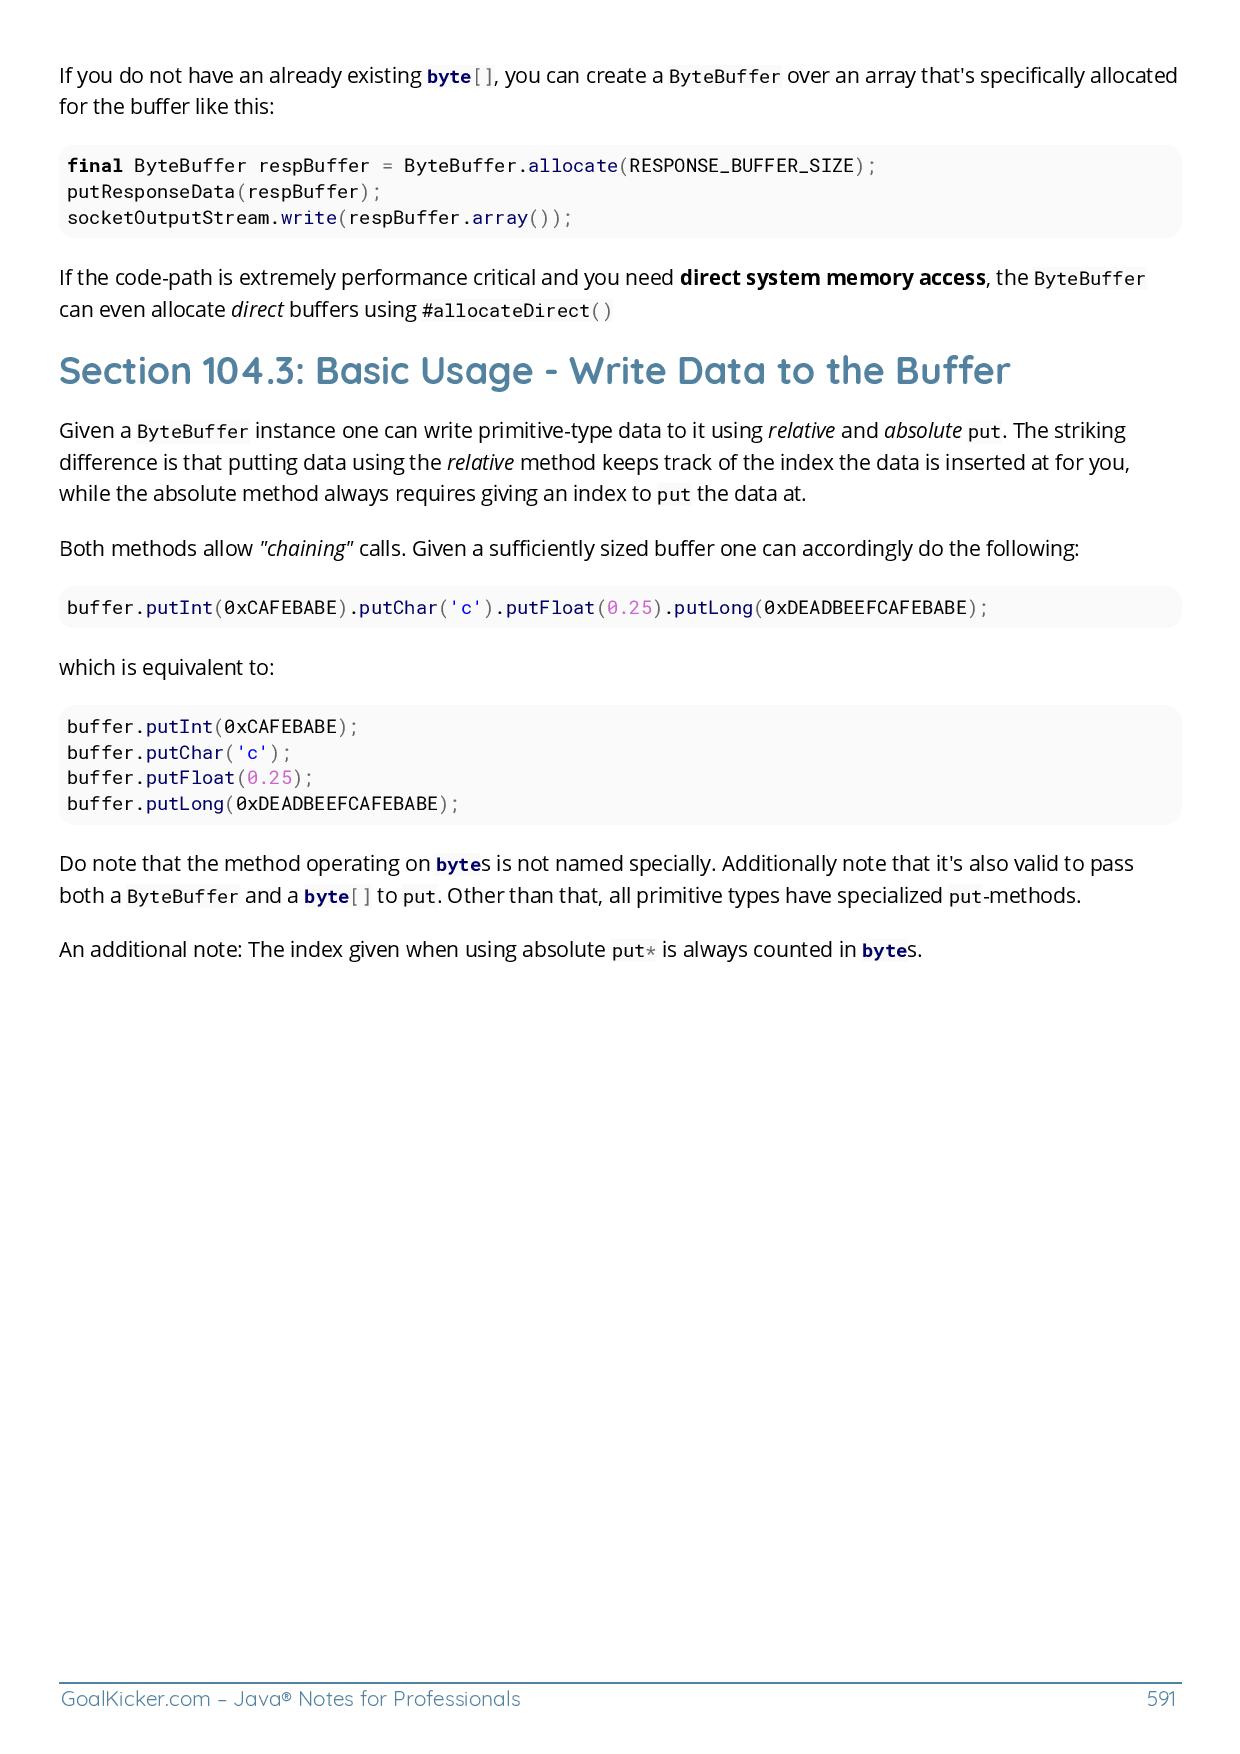 If you do not have an already existing byte[], you can create a ByteBuffer over an array that's specifically allocated
for the buffer like this:
final ByteBuffer respBuffer = ByteBuffer.allocate(RESPONSE_BUFFER_SIZE);
putResponseData(respBuffer);
socketOutputStream.write(respBuffer.array());
If the code-path is extremely performance critical and you need direct system memory access, the ByteBuffer
can even allocate direct buffers using #allocateDirect()
Section 104.3: Basic Usage - Write Data to the Buffer
Given a ByteBuffer instance one can write primitive-type data to it using relative and absolute put. The striking
difference is that putting data using the relative method keeps track of the index the data is inserted at for you,
while the absolute method always requires giving an index to put the data at.
Both methods allow "chaining" calls. Given a sufficiently sized buffer one can accordingly do the following:
buffer.putInt(0xCAFEBABE).putChar('c').putFloat(0.25).putLong(0xDEADBEEFCAFEBABE);
which is equivalent to:
buffer.putInt(0xCAFEBABE);
buffer.putChar('c');
buffer.putFloat(0.25);
buffer.putLong(0xDEADBEEFCAFEBABE);
Do note that the method operating on bytes is not named specially. Additionally note that it's also valid to pass
both a ByteBuffer and a byte[] to put. Other than that, all primitive types have specialized put-methods.
An additional note: The index given when using absolute put* is always counted in bytes.
GoalKicker.com – Java® Notes for Professionals 591